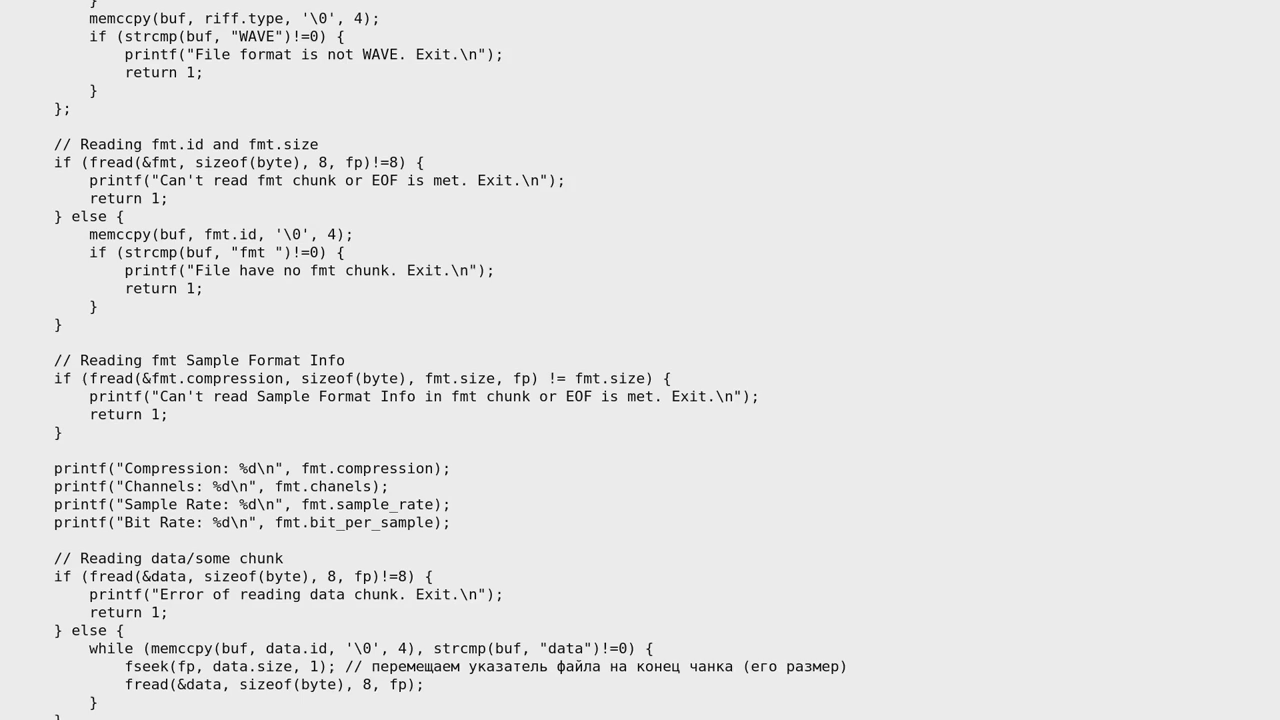 }
        memccpy(buf, riff.type, '\0', 4);
        if (strcmp(buf, "WAVE")!=0) {
            printf("File format is not WAVE. Exit.\n");
            return 1;
        }
    };

    // Reading fmt.id and fmt.size
    if (fread(&fmt, sizeof(byte), 8, fp)!=8) {
        printf("Can't read fmt chunk or EOF is met. Exit.\n");
        return 1;
    } else {
        memccpy(buf, fmt.id, '\0', 4);
        if (strcmp(buf, "fmt ")!=0) {
            printf("File have no fmt chunk. Exit.\n");
            return 1;
        }
    }

    // Reading fmt Sample Format Info
    if (fread(&fmt.compression, sizeof(byte), fmt.size, fp) != fmt.size) {
        printf("Can't read Sample Format Info in fmt chunk or EOF is met. Exit.\n");
        return 1;
    }

    printf("Compression: %d\n", fmt.compression);
    printf("Channels: %d\n", fmt.chanels);
    printf("Sample Rate: %d\n", fmt.sample_rate);
    printf("Bit Rate: %d\n", fmt.bit_per_sample);

    // Reading data/some chunk
    if (fread(&data, sizeof(byte), 8, fp)!=8) {
        printf("Error of reading data chunk. Exit.\n");
        return 1;
    } else {
        while (memccpy(buf, data.id, '\0', 4), strcmp(buf, "data")!=0) {
            fseek(fp, data.size, 1); // перемещаем указатель файла на конец чанка (его размер)
            fread(&data, sizeof(byte), 8, fp);
        }
    }